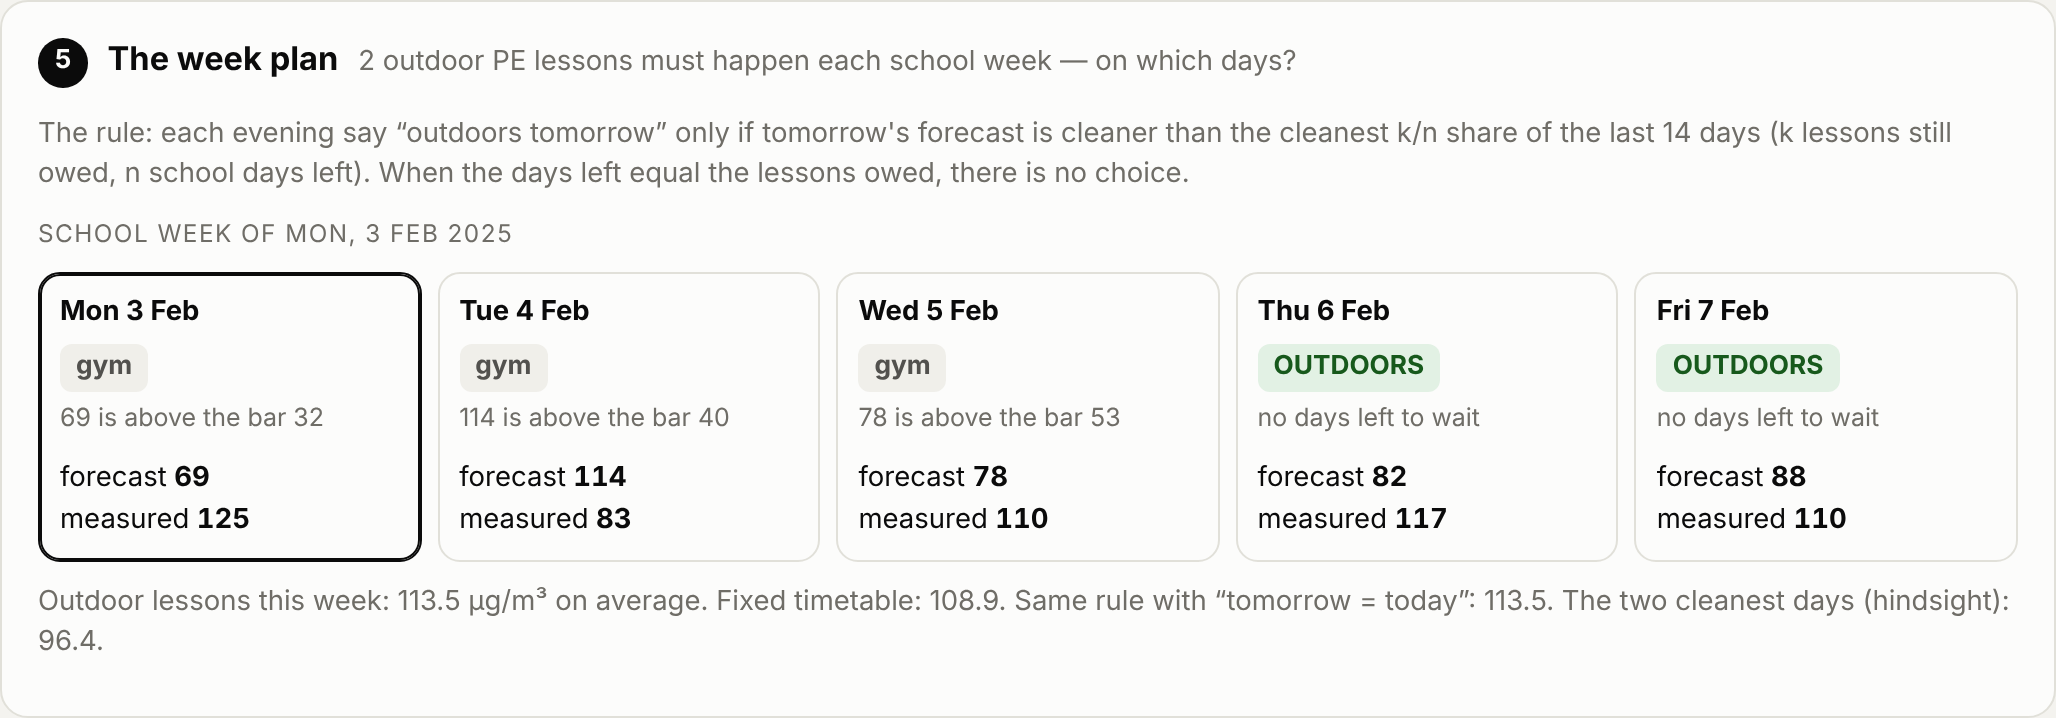 5 The week plan 2 outdoor PE lessons must happen each school week — on which days?
The rule: each evening say “outdoors tomorrow” only if tomorrow's forecast is cleaner than the cleanest k/n share of the last 14 days (k lessons still
owed, n school days left). When the days left equal the lessons owed, there is no choice.
SCHOOL WEEK OF MON, 3 FEB 2025
Mon 3 Feb
gym
69 is above the bar 32
forecast 69
measured 125
Tue 4 Feb
gym
114 is above the bar 40
forecast 114
measured 83
Wed 5 Feb
gym
78 is above the bar 53
forecast 78
measured 110
Thu 6 Feb
OUTDOORS
no days left to wait
forecast 82
measured 117
Fri 7 Feb
OUTDOORS
no days left to wait
forecast 88
measured 110
Outdoor lessons this week: 113.5 µg/m³ on average. Fixed timetable: 108.9. Same rule with “tomorrow = today”: 113.5. The two cleanest days (hindsight):
96.4.